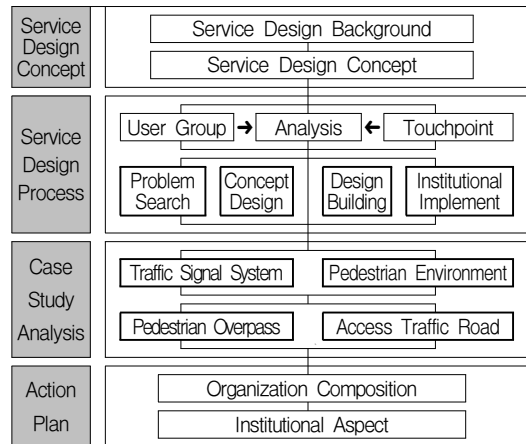 Service
Design
Concept
Service Design Background
Service Design Concept
Service
Design
Process
User Group
Analysis
Touchpoint
Problem
Search
Concept
Design
Design
Building
Institutional
Implement
Case
Study
Analysis
Traffic Signal System
Pedestrian Environment
Pedestrian Overpass
Access Traffic Road
Action
Plan
Organization Composition
Institutional Aspect